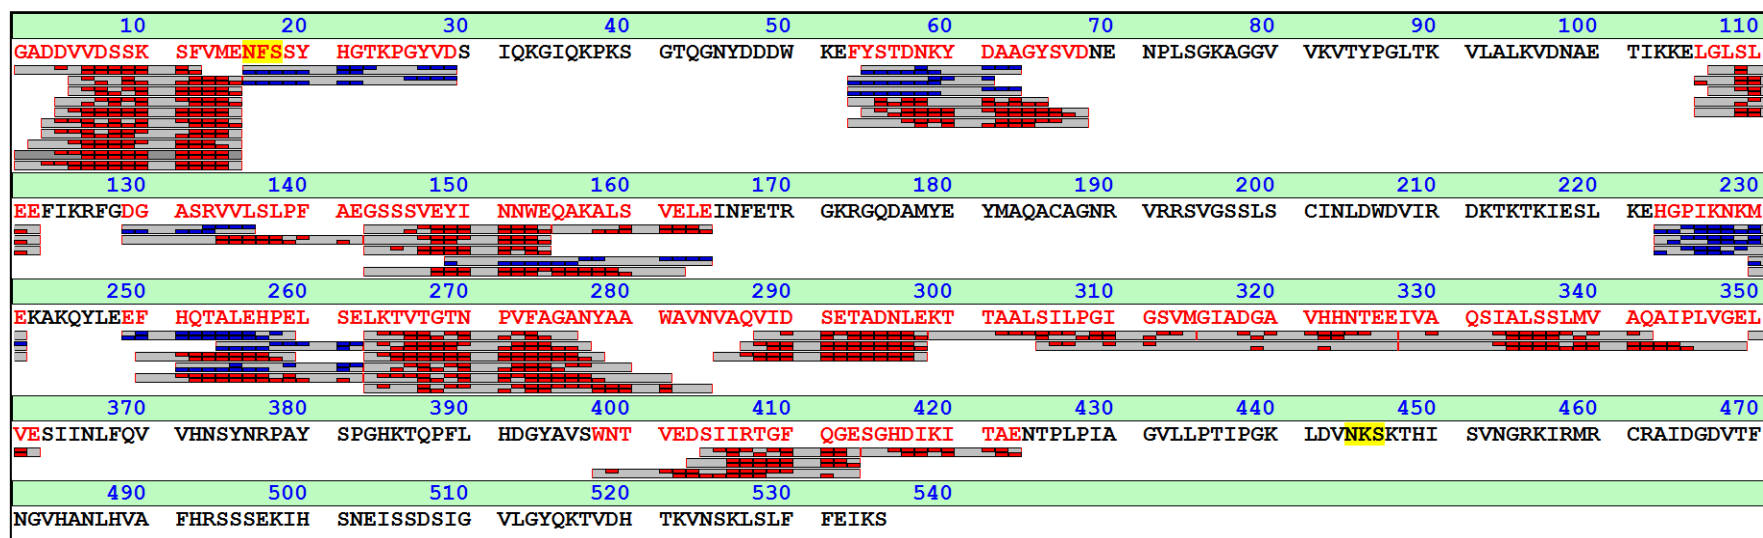 10 20 30 40 50 60 70 80 90 100 110
GADDVVDSSK SFVMENFSSY HGTKPGYVDS IQKGIQKPKS GTQGNYDDDW KEFYSTDNKY DAAGYSVDNE NPLSGKAGGV VKVTYPGLTK VLALKVDNAE TIKKELGLSL
130 140 150 160 170 180 190 200 210 220 230
EEFIKRFGDG ASRVVLSLPF AEGSSSVEYI NNWEQAKALS VELEINFETR GKRGQDAMYE YMAQACAGNR VRRSVGSSLS CINLDWDVIR DKTKTKIESL KEHGPIKNKM
250 260 270 280 290 300 310 320 330 340 350
EKAKQYLEEF HQTALEHPEL SELKTVTGTN PVFAGANYAA WAVNVAQVID SETADNLEKT TAALSILPGI GSVMGIADGA VHHNTEEIVA QSIALSSLMV AQAIPLVGEL
370 380 390 400 410 420 430 440 450 460 470
VESIINLFQV VHNSYNRPAY SPGHKTQPFL HDGYAVSWNT VEDSIIRTGF QGESGHDIKI TAENTPLPIA GVLLPTIPGK LDVNKSKTHI SVNGRKIRMR CRAIDGDVTF
490 500 510 520 530 540
NGVHANLHVA FHRSSSEKIH SNEISSDSIG VLGYQKTVDH TKVNSKLSLF FEIKS